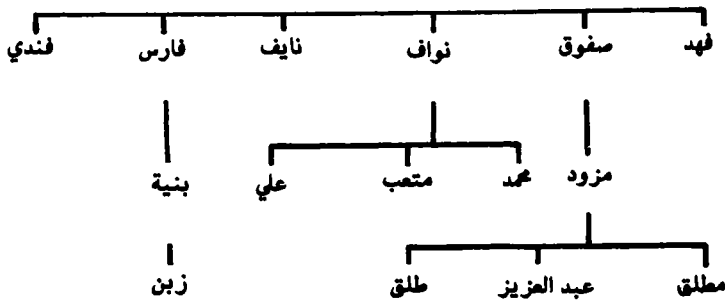 فهد صفوق نواف نايف فارس فندي
مزود محمد متعب علي بنية
مطلق عبد العزيز طلق زبن